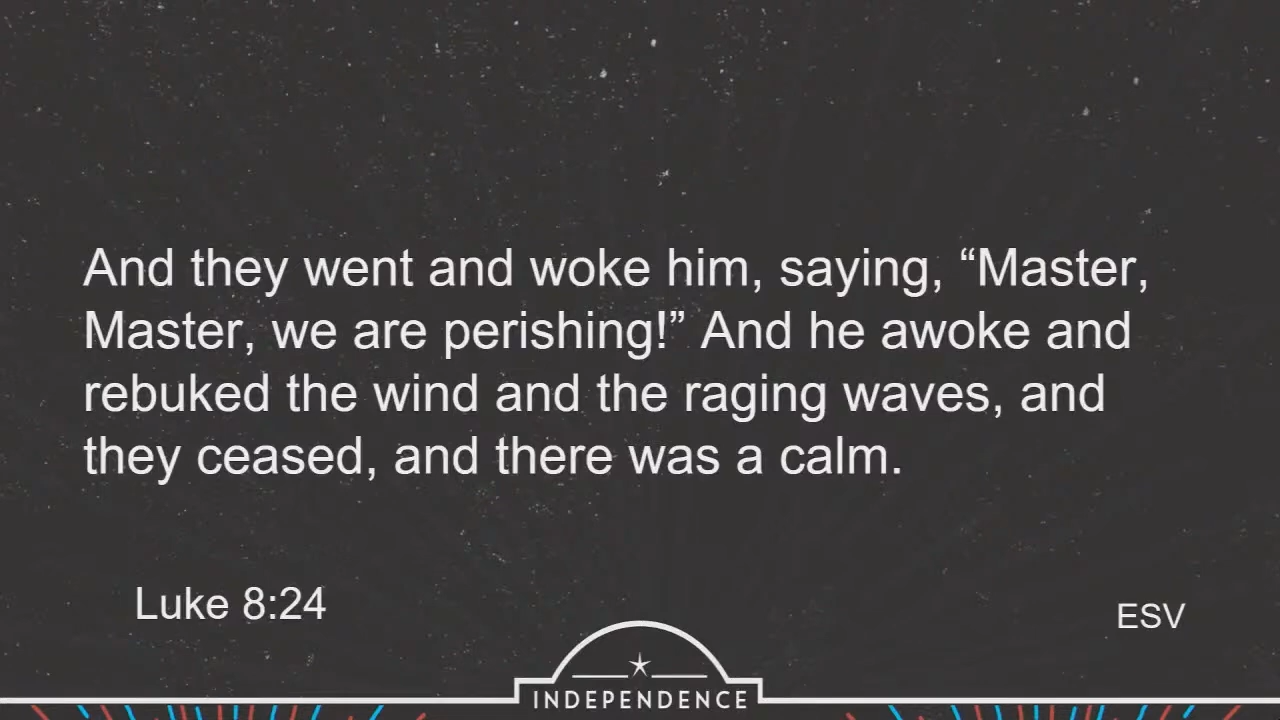 And they went and woke him, saying, “Master,
Master, we are perishing!” And he awoke and
rebuked the wind and the raging waves, and
they ceased, and there was a calm.
Luke 8:24
ESV
INDEPENDENCE